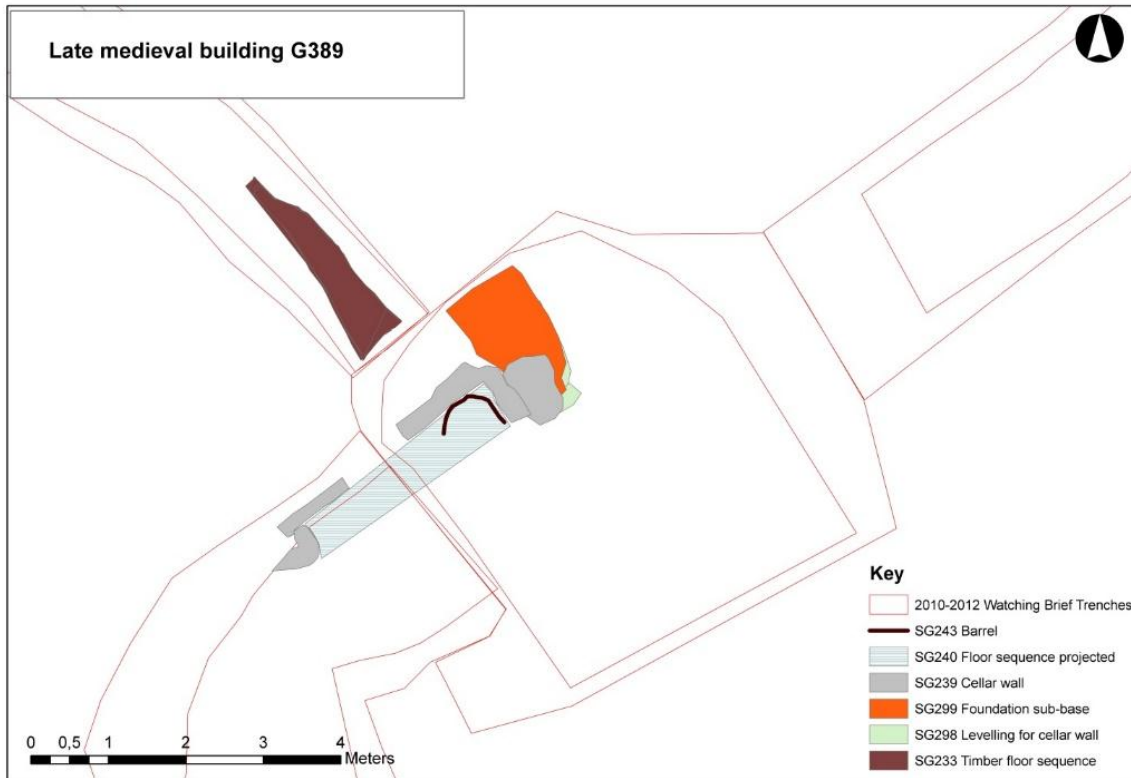 Late medieval building G389
Key
2010-2012 Watching Brief Trenches
SG243 Barrel
SG240 Floor sequence projected
SG239 Cellar wall
SG299 Foundation sub-base
SG298 Levelling for cellar wall
SG233 Timber floor sequence
0 0,5 1 2 3 4
Meters